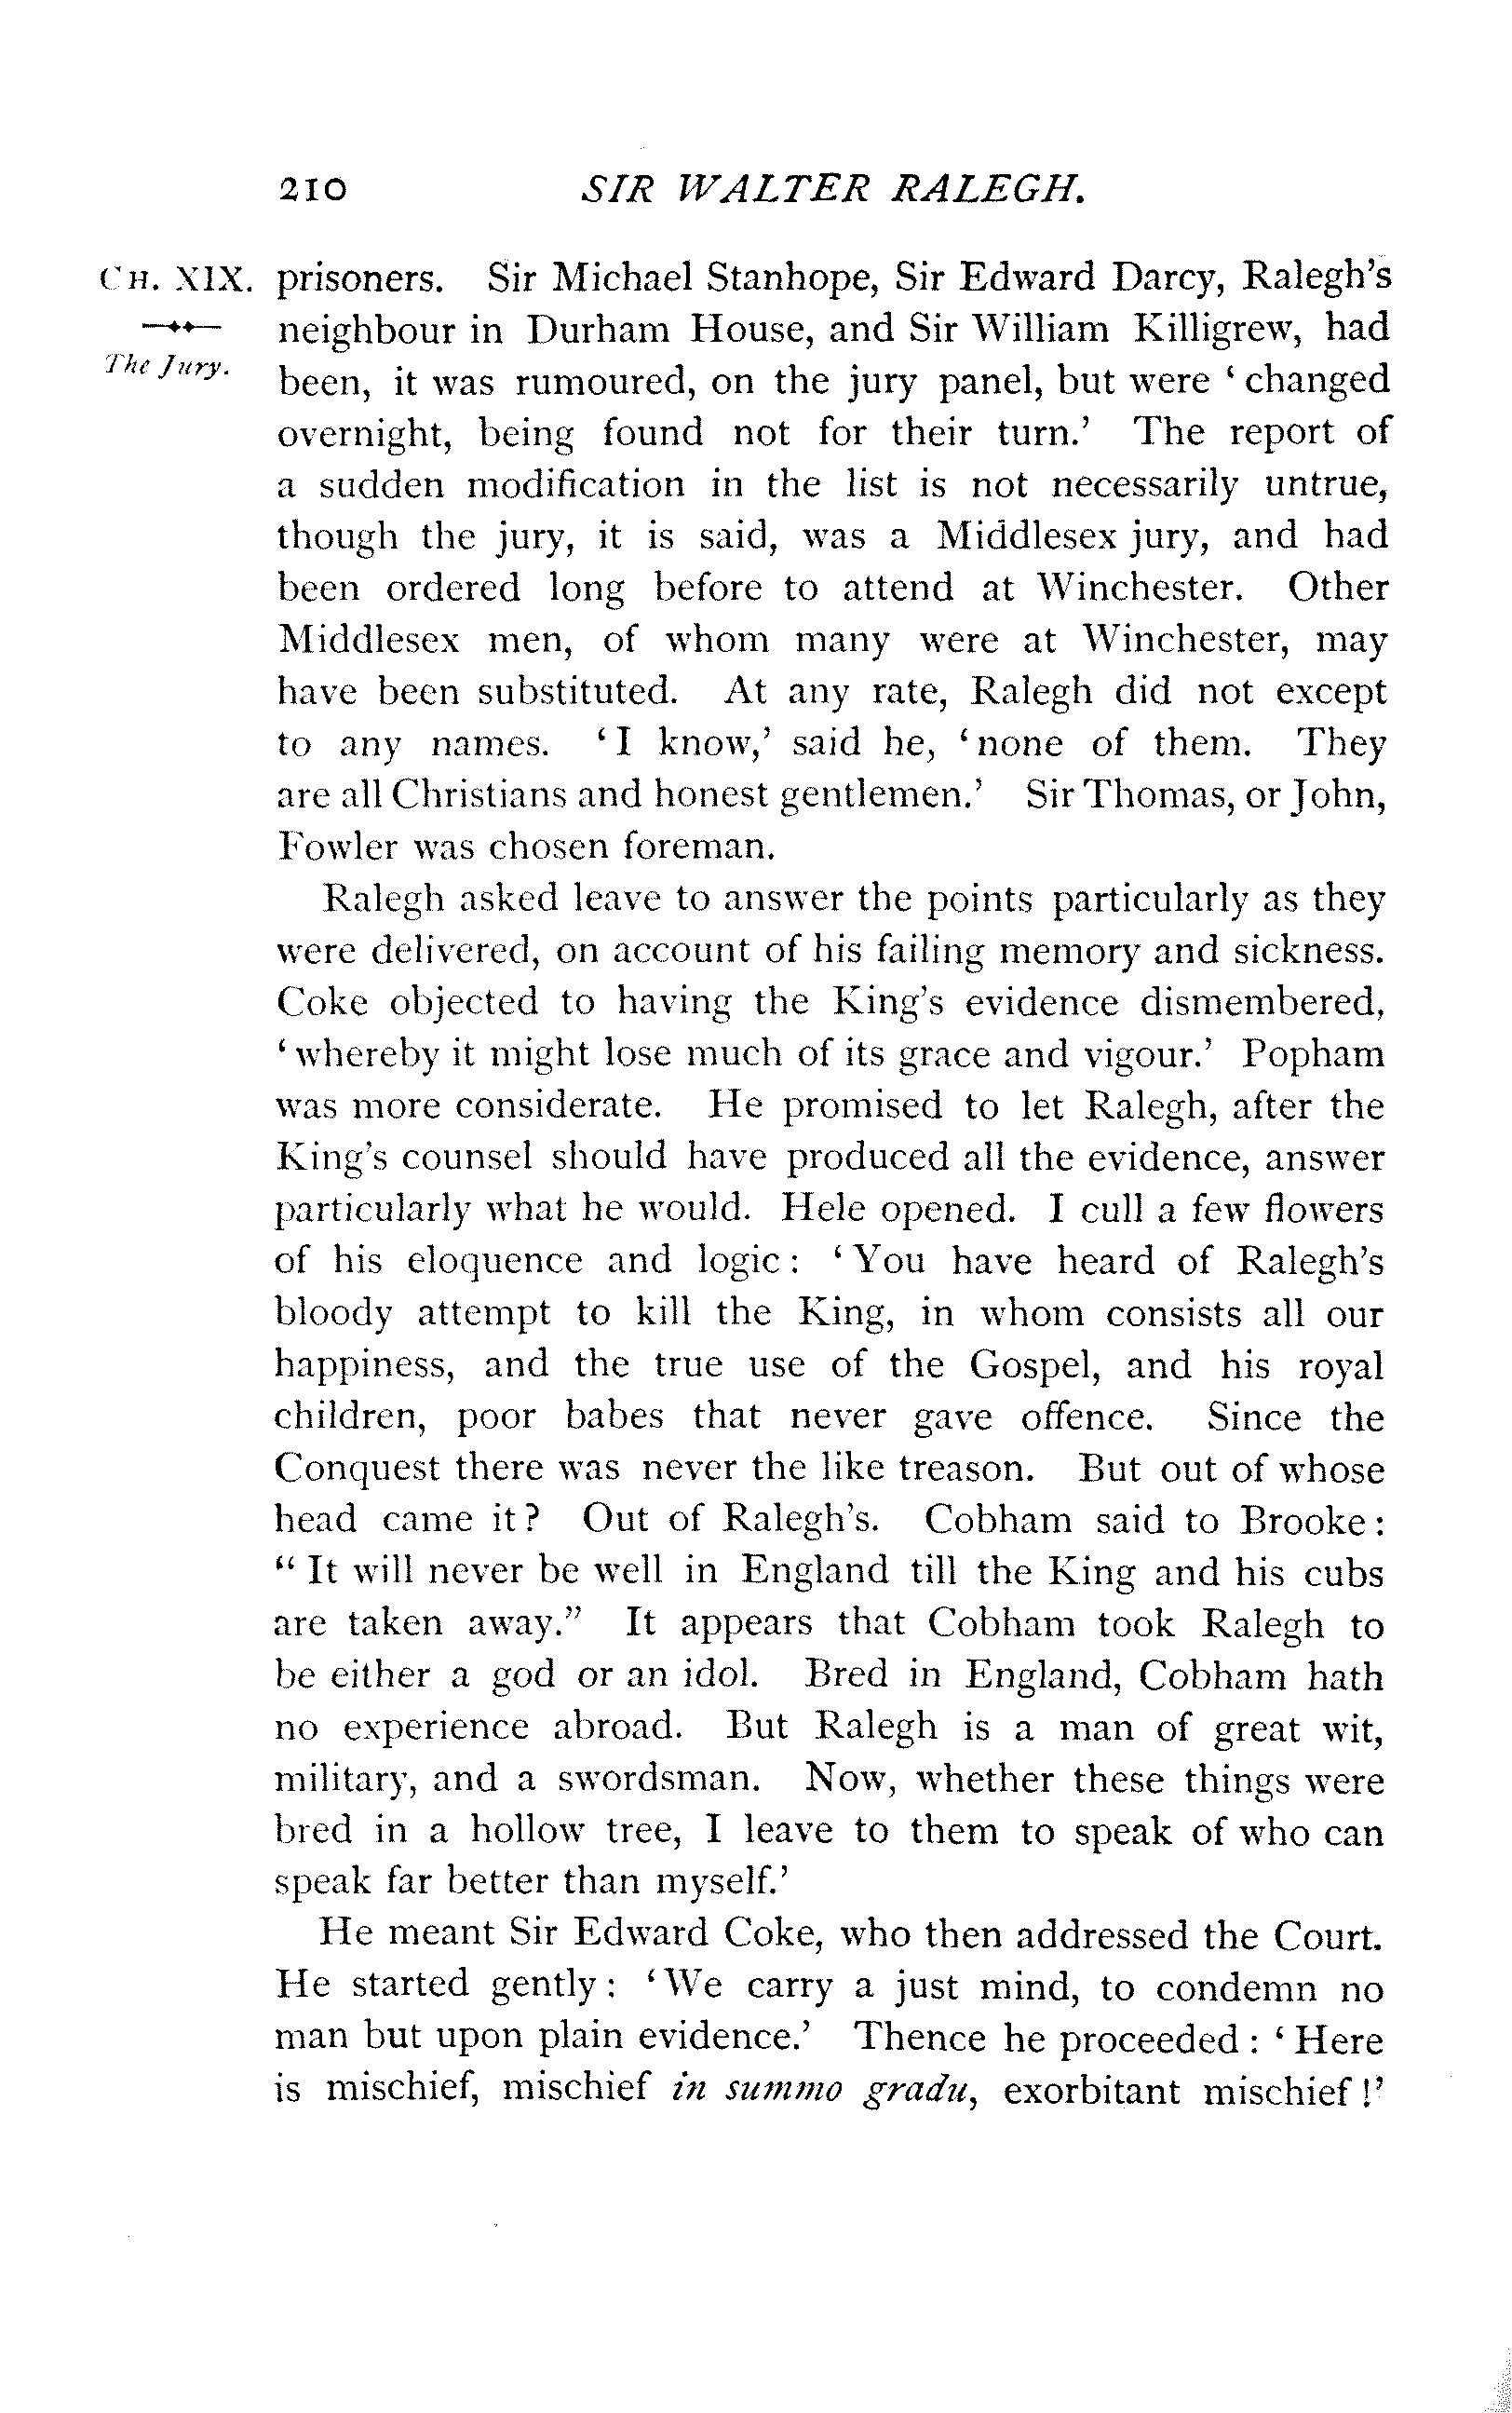 210 SIR WALTER RALEGH.
CH. XIX. prisoners. Sir Michael Stanhope, Sir Edward Darcy, Ralegh's
neighbour in Durham House, and Sir William Killigrew, had
The Jury. been, it was rumoured, on the jury panel, but were ‘ changed
overnight, being found not for their turn.’ The report of
a sudden modification in the list is not necessarily untrue,
though the jury, it is said, was a Middlesex jury, and had
been ordered long before to attend at Winchester. Other
Middlesex men, of whom many were at Winchester, may
have been substituted. At any rate, Ralegh did not except
to any names. ‘ I know,’ said he, ‘ none of them. They
are all Christians and honest gentlemen.’ Sir Thomas, or John,
Fowler was chosen foreman.
Ralegh asked leave to answer the points particularly as they
were delivered, on account of his failing memory and sickness.
Coke objected to having the King's evidence dismembered,
‘ whereby it might lose much of its grace and vigour.’ Popham
was more considerate. He promised to let Ralegh, after the
King's counsel should have produced all the evidence, answer
particularly what he would. Hele opened. I cull a few flowers
of his eloquence and logic : ‘ You have heard of Ralegh's
bloody attempt to kill the King, in whom consists all our
happiness, and the true use of the Gospel, and his royal
children, poor babes that never gave offence. Since the
Conquest there was never the like treason. But out of whose
head came it ? Out of Ralegh's. Cobham said to Brooke :
“ It will never be well in England till the King and his cubs
are taken away.” It appears that Cobham took Ralegh to
be either a god or an idol. Bred in England, Cobham hath
no experience abroad. But Ralegh is a man of great wit,
military, and a swordsman. Now, whether these things were
bred in a hollow tree, I leave to them to speak of who can
speak far better than myself.’
He meant Sir Edward Coke, who then addressed the Court.
He started gently : ‘ We carry a just mind, to condemn no
man but upon plain evidence.’ Thence he proceeded : ‘ Here
is mischief, mischief in summo gradu, exorbitant mischief !’